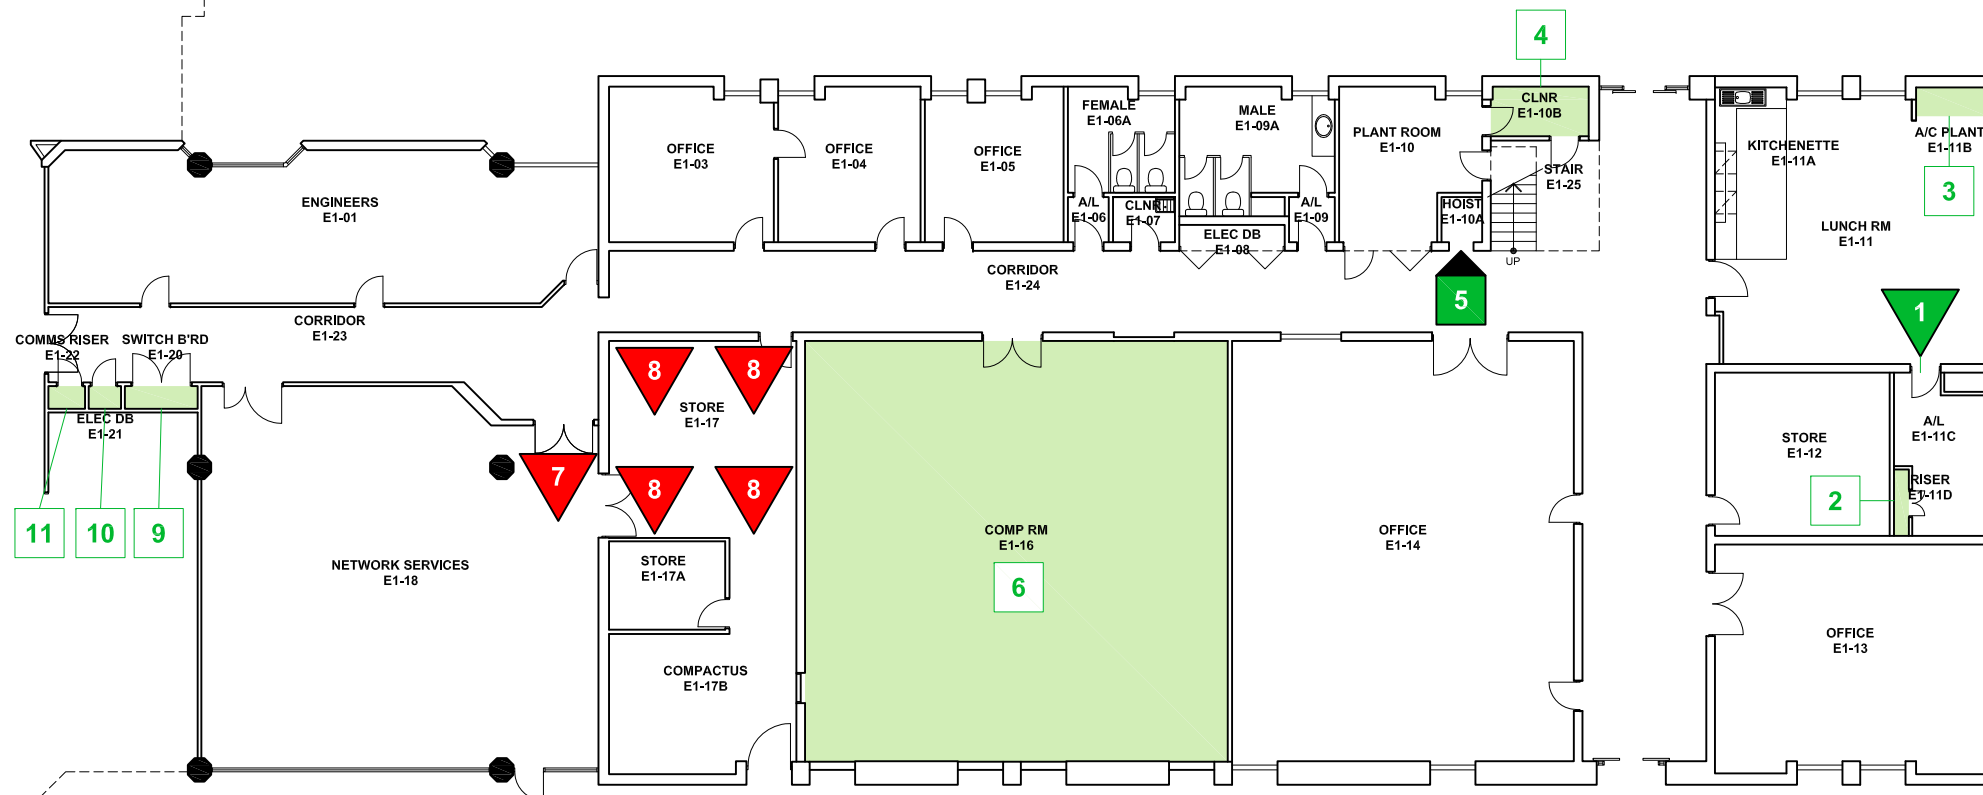 4
CLNR
E1-10B
FEMALE
E1-06A
MALE
E1-09A
PLANT ROOM
E1-10
OFFICE
E1-03
OFFICE
E1-04
OFFICE
E1-05
KITCHENETTE
E1-11A
A/C PLANT
E1-11B
3
STAIR
E1-25
ENGINEERS
E1-01
A/L
E1-06
CLNR
E1-07
A/L
E1-09
HOIST
E1-10A
ELEC DB
E1-08
UP
LUNCH RM
E1-11
CORRIDOR
E1-24
5
1
CORRIDOR
E1-23
COMMS RISER
E1-22
SWITCH B'RD
E1-20
8
8
STORE
E1-17
ELEC DB
E1-21
A/L
E1-11C
STORE
E1-12
7
8
8
RISER
E1-11D
2
11
10
9
COMP RM
E1-16
OFFICE
E1-14
NETWORK SERVICES
E1-18
STORE
E1-17A
6
OFFICE
E1-13
COMPACTUS
E1-17B